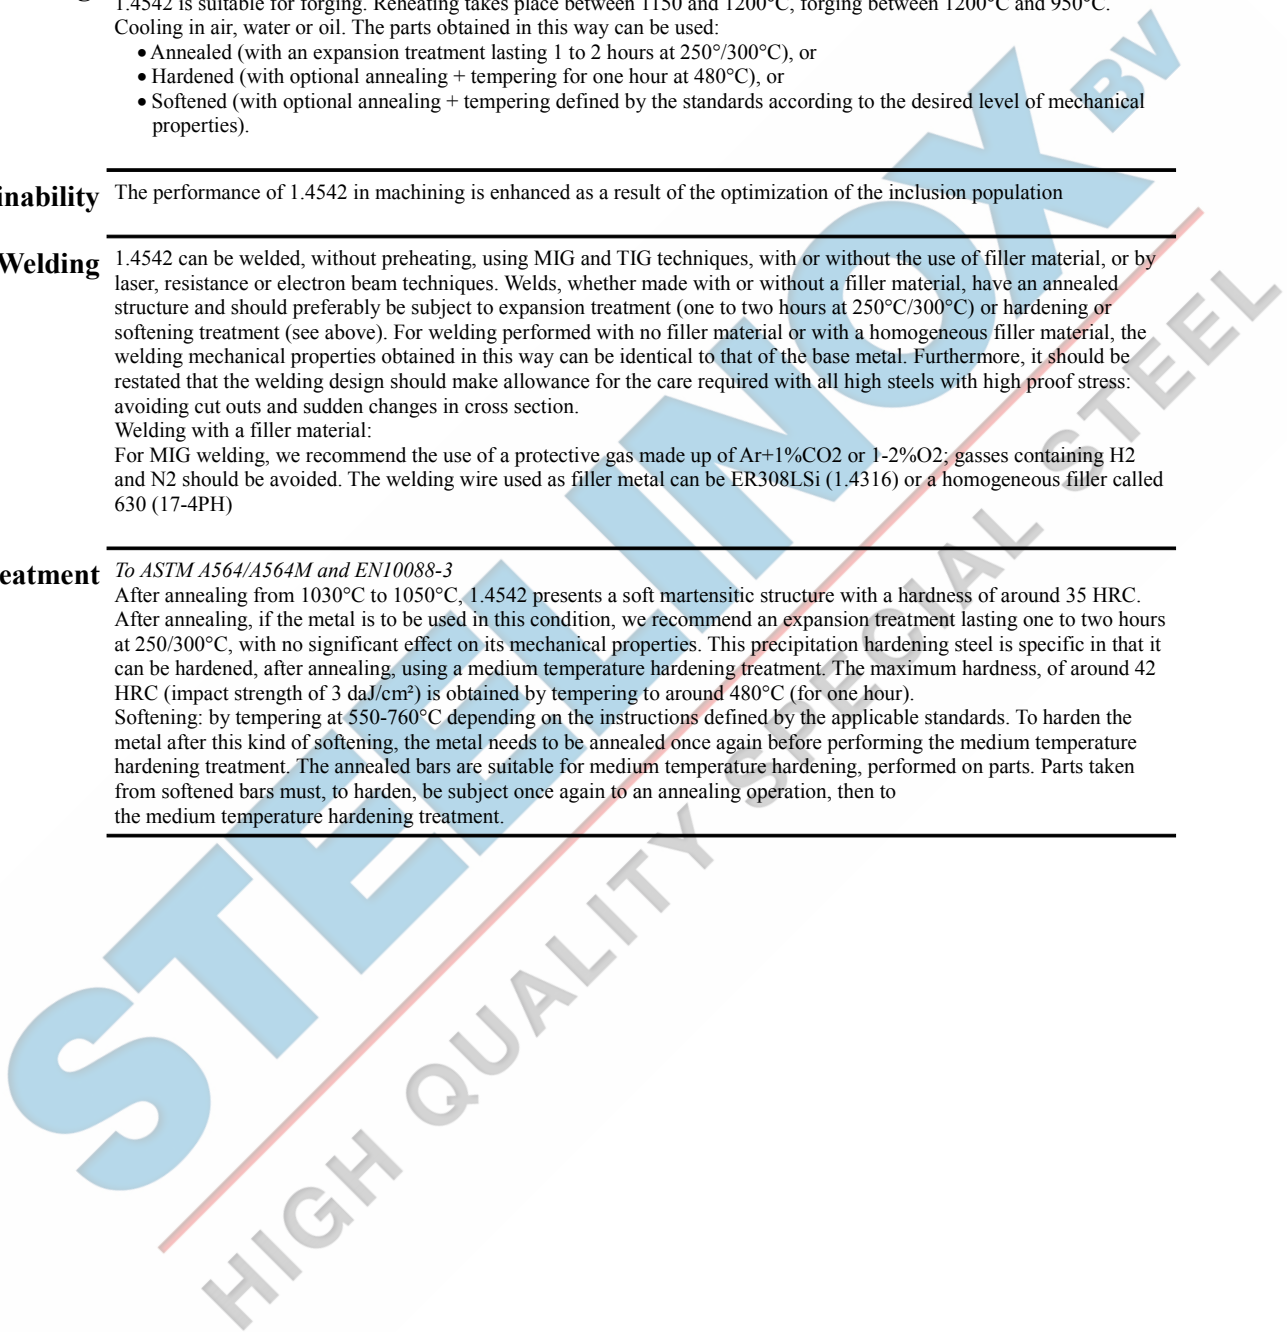 1.4542 is suitable for forging. Reheating takes place between 1150 and 1200°C, forging between 1200°C and 950°C.
Cooling in air, water or oil. The parts obtained in this way can be used:
• Annealed (with an expansion treatment lasting 1 to 2 hours at 250°/300°C), or
• Hardened (with optional annealing + tempering for one hour at 480°C), or
• Softened (with optional annealing + tempering defined by the standards according to the desired level of mechanical
properties).
inability The performance of 1.4542 in machining is enhanced as a result of the optimization of the inclusion population
Welding 1.4542 can be welded, without preheating, using MIG and TIG techniques, with or without the use of filler material, or by
laser, resistance or electron beam techniques. Welds, whether made with or without a filler material, have an annealed
structure and should preferably be subject to expansion treatment (one to two hours at 250°C/300°C) or hardening or
softening treatment (see above). For welding performed with no filler material or with a homogeneous filler material, the
welding mechanical properties obtained in this way can be identical to that of the base metal. Furthermore, it should be
restated that the welding design should make allowance for the care required with all high steels with high proof stress:
avoiding cut outs and sudden changes in cross section.
Welding with a filler material:
For MIG welding, we recommend the use of a protective gas made up of Ar+1%CO2 or 1-2%O2; gasses containing H2
and N2 should be avoided. The welding wire used as filler metal can be ER308LSi (1.4316) or a homogeneous filler called
630 (17-4PH)
eatment To ASTM A564/A564M and EN10088-3
After annealing from 1030°C to 1050°C, 1.4542 presents a soft martensitic structure with a hardness of around 35 HRC.
After annealing, if the metal is to be used in this condition, we recommend an expansion treatment lasting one to two hours
at 250/300°C, with no significant effect on its mechanical properties. This precipitation hardening steel is specific in that it
can be hardened, after annealing, using a medium temperature hardening treatment. The maximum hardness, of around 42
HRC (impact strength of 3 daJ/cm²) is obtained by tempering to around 480°C (for one hour).
Softening: by tempering at 550-760°C depending on the instructions defined by the applicable standards. To harden the
metal after this kind of softening, the metal needs to be annealed once again before performing the medium temperature
hardening treatment. The annealed bars are suitable for medium temperature hardening, performed on parts. Parts taken
from softened bars must, to harden, be subject once again to an annealing operation, then to
the medium temperature hardening treatment.
STEELINOX BV
HIGH QUALITY SPECIAL STEEL